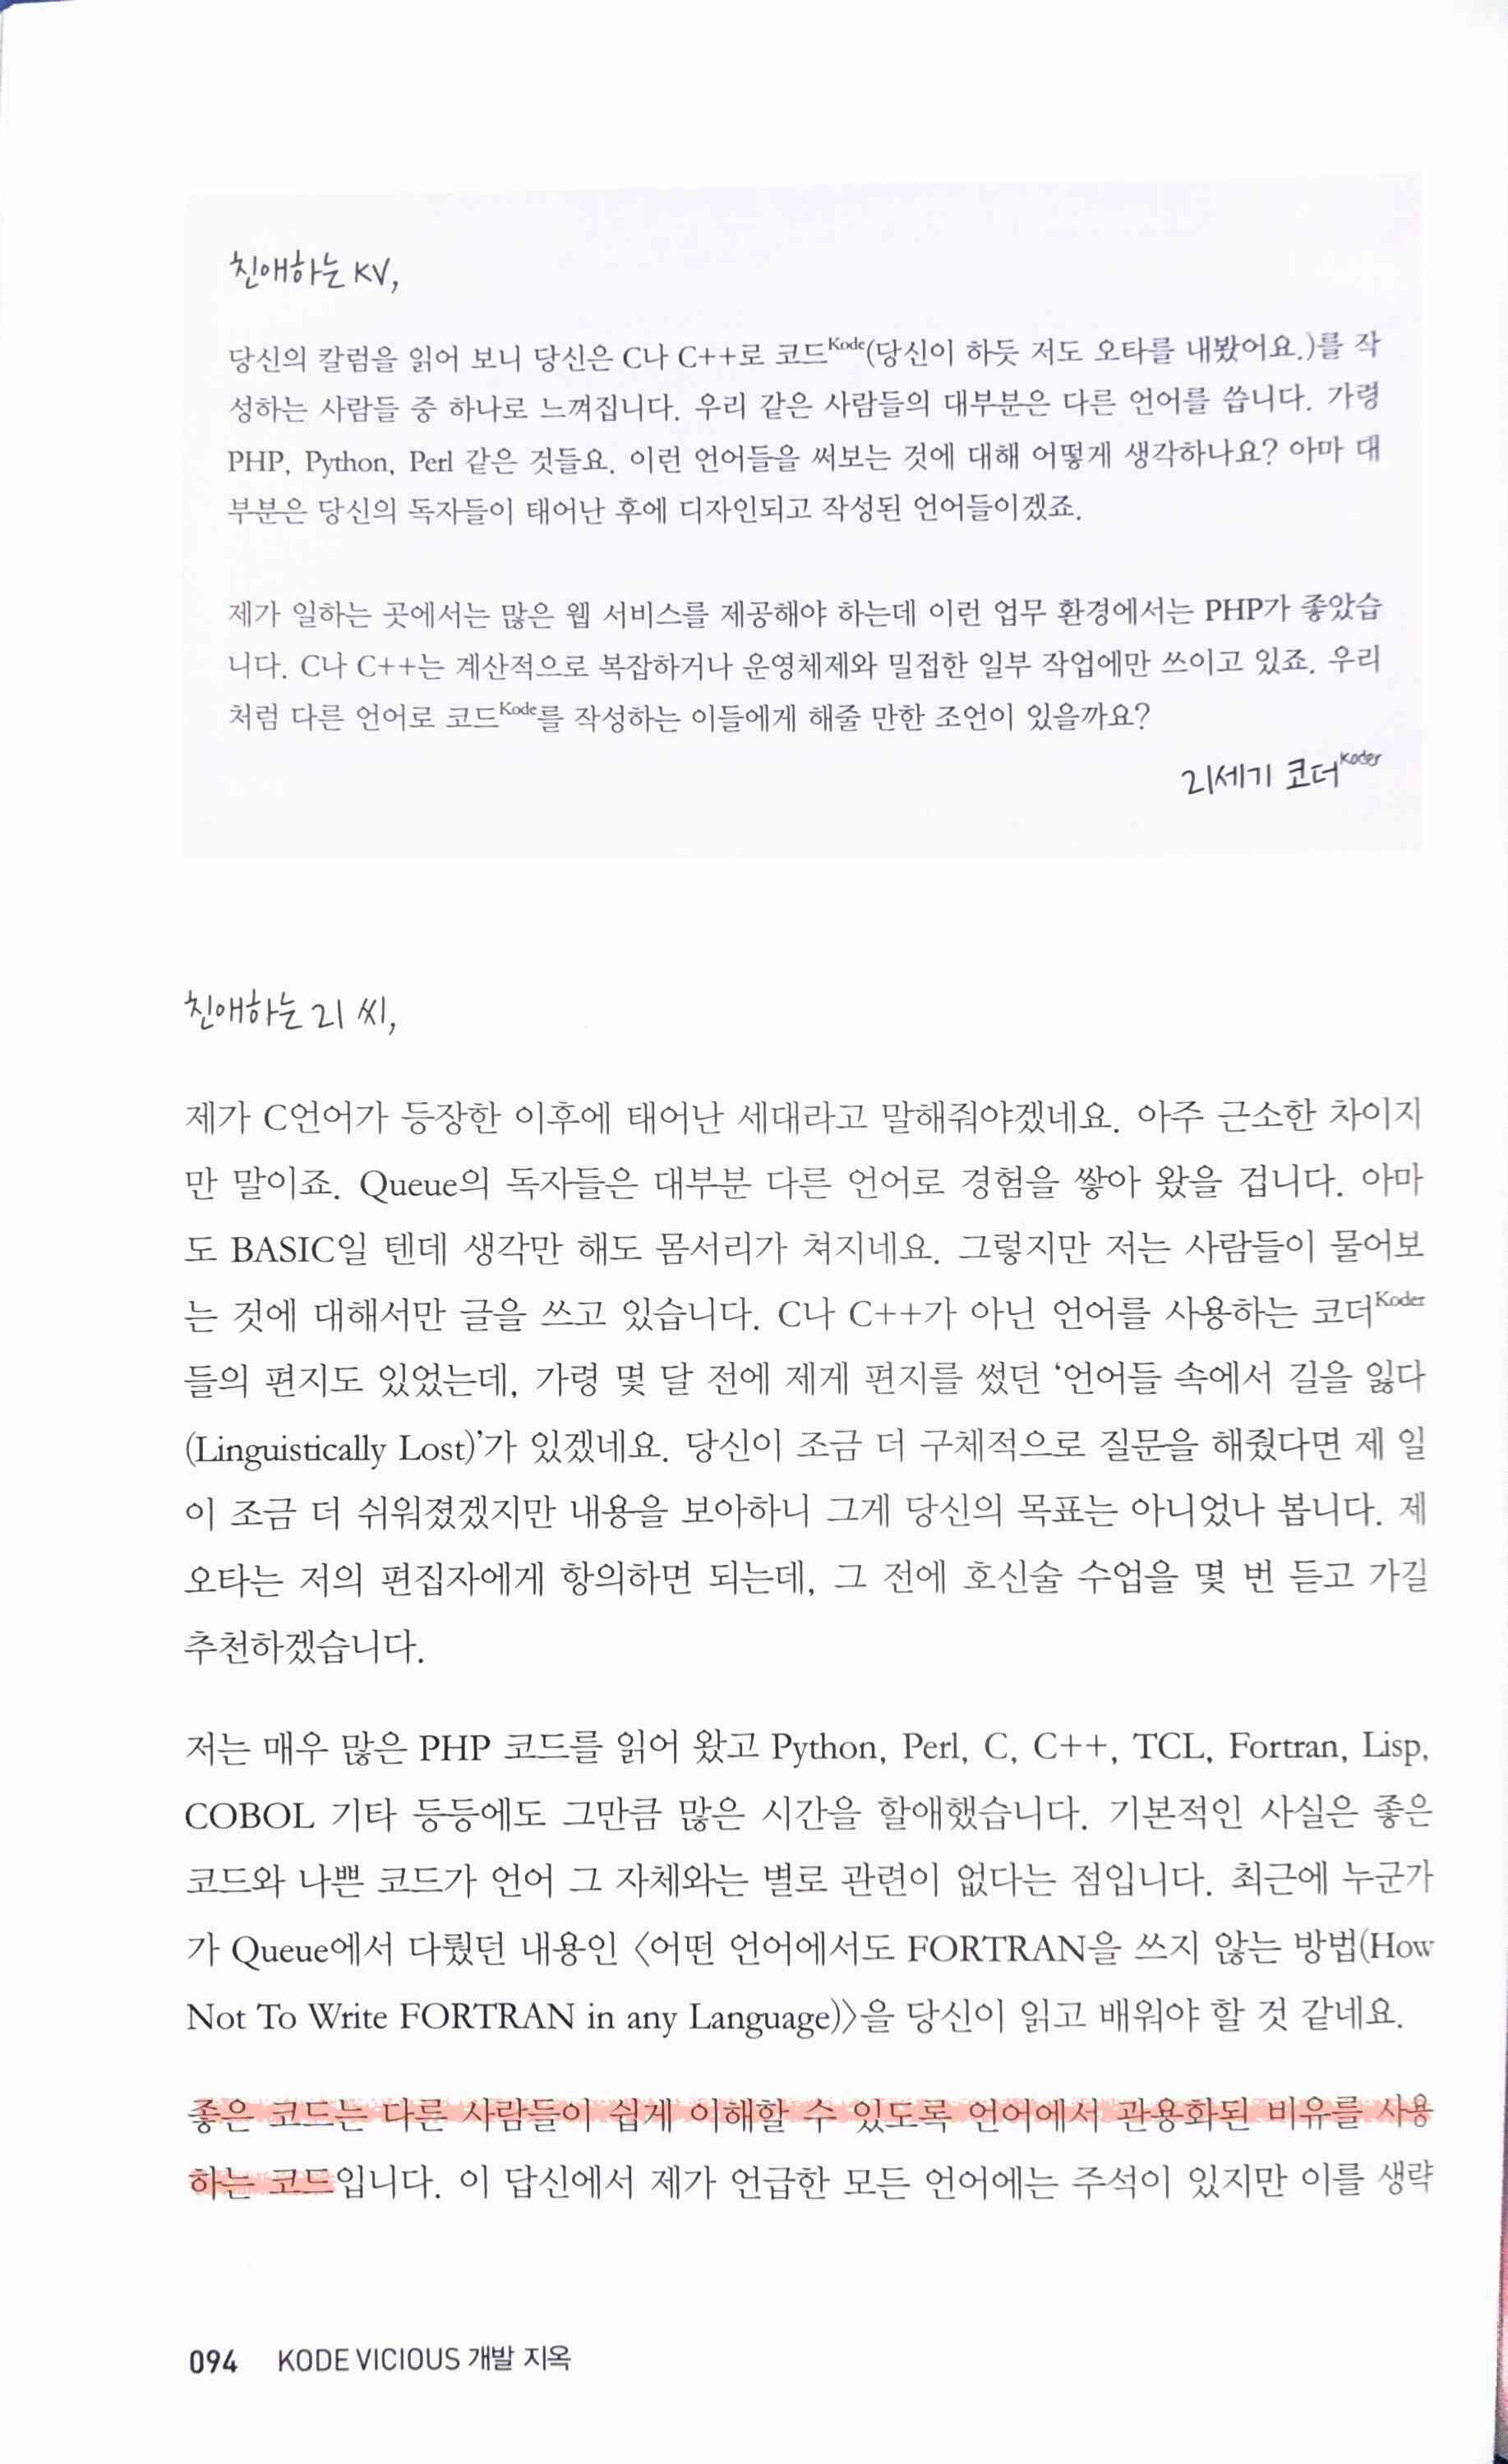 친애하는 KV,
당신의 칼럼을 읽어 보니 당신은 C나 C++로 코드Kode(당신이 하듯 저도 오타를 내봤어요.)를 작
성하는 사람들 중 하나로 느껴집니다. 우리 같은 사람들의 대부분은 다른 언어를 씁니다. 가령
PHP, Python, Perl 같은 것들요. 이런 언어들을 써보는 것에 대해 어떻게 생각하나요? 아마 대
부분은 당신의 독자들이 태어난 후에 디자인되고 작성된 언어들이겠죠.
제가 일하는 곳에서는 많은 웹 서비스를 제공해야 하는데 이런 업무 환경에서는 PHP가 좋았습
니다. C나 C++는 계산적으로 복잡하거나 운영체제와 밀접한 일부 작업에만 쓰이고 있죠. 우리
처럼 다른 언어로 코드Kode를 작성하는 이들에게 해줄 만한 조언이 있을까요?
21세기 코더Koder
친애하는 21 씨,
제가 C언어가 등장한 이후에 태어난 세대라고 말해줘야겠네요. 아주 근소한 차이지
만 말이죠. Queue의 독자들은 대부분 다른 언어로 경험을 쌓아 왔을 겁니다. 아마
도 BASIC일 텐데 생각만 해도 몸서리가 쳐지네요. 그렇지만 저는 사람들이 물어보
는 것에 대해서만 글을 쓰고 있습니다. C나 C++가 아닌 언어를 사용하는 코더Koder
들의 편지도 있었는데, 가령 몇 달 전에 제게 편지를 썼던 ‘언어들 속에서 길을 잃다
(Linguistically Lost)’가 있겠네요. 당신이 조금 더 구체적으로 질문을 해줬다면 제 일
이 조금 더 쉬워졌겠지만 내용을 보아하니 그게 당신의 목표는 아니었나 봅니다. 제
오타는 저의 편집자에게 항의하면 되는데, 그 전에 호신술 수업을 몇 번 듣고 가길
추천하겠습니다.
저는 매우 많은 PHP 코드를 읽어 왔고 Python, Perl, C, C++, TCL, Fortran, Lisp,
COBOL 기타 등등에도 그만큼 많은 시간을 할애했습니다. 기본적인 사실은 좋은
코드와 나쁜 코드가 언어 그 자체와는 별로 관련이 없다는 점입니다. 최근에 누군가
가 Queue에서 다뤘던 내용인 〈어떤 언어에서도 FORTRAN을 쓰지 않는 방법(How
Not To Write FORTRAN in any Language)〉을 당신이 읽고 배워야 할 것 같네요.
좋은 코드는 다른 사람들이 쉽게 이해할 수 있도록 언어에서 관용화된 비유를 사용
하는 코드입니다. 이 답신에서 제가 언급한 모든 언어에는 주석이 있지만 이를 생략
094 KODE VICIOUS 개발 지옥